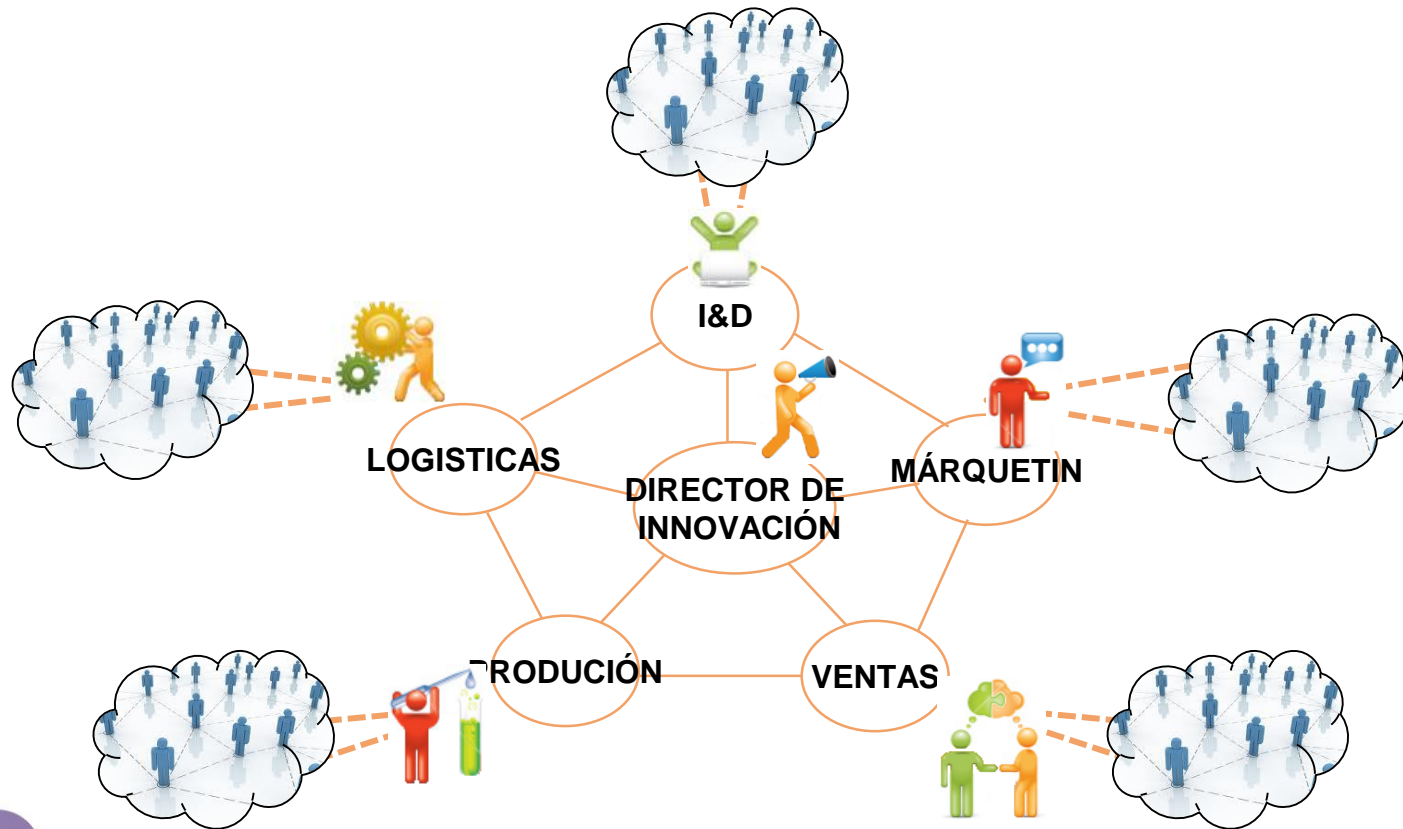 I&D
LOGISTICAS
MÁRQUETIN
DIRECTOR DE
INNOVACIÓN
PRODUCIÓN
VENTAS